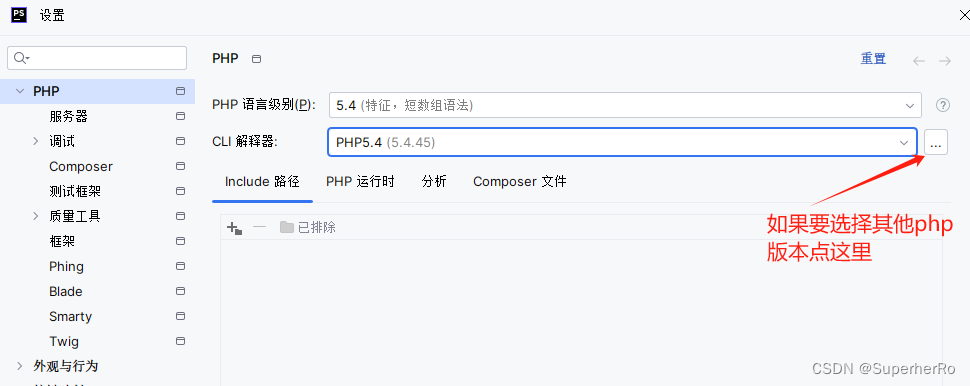 PS 设置
PHP
重置
PHP
服务器
调试
Composer
测试框架
质量工具
框架
Phing
Blade
Smarty
Twig
外观与行为
PHP 语言级别(P):
5.4 (特征，短数组语法)
?
CLI 解释器:
PHP5.4 (5.4.45)
...
Include 路径
PHP 运行时
分析
Composer 文件
已排除
如果要选择其他php
版本点这里
CSDN @SuperherRo